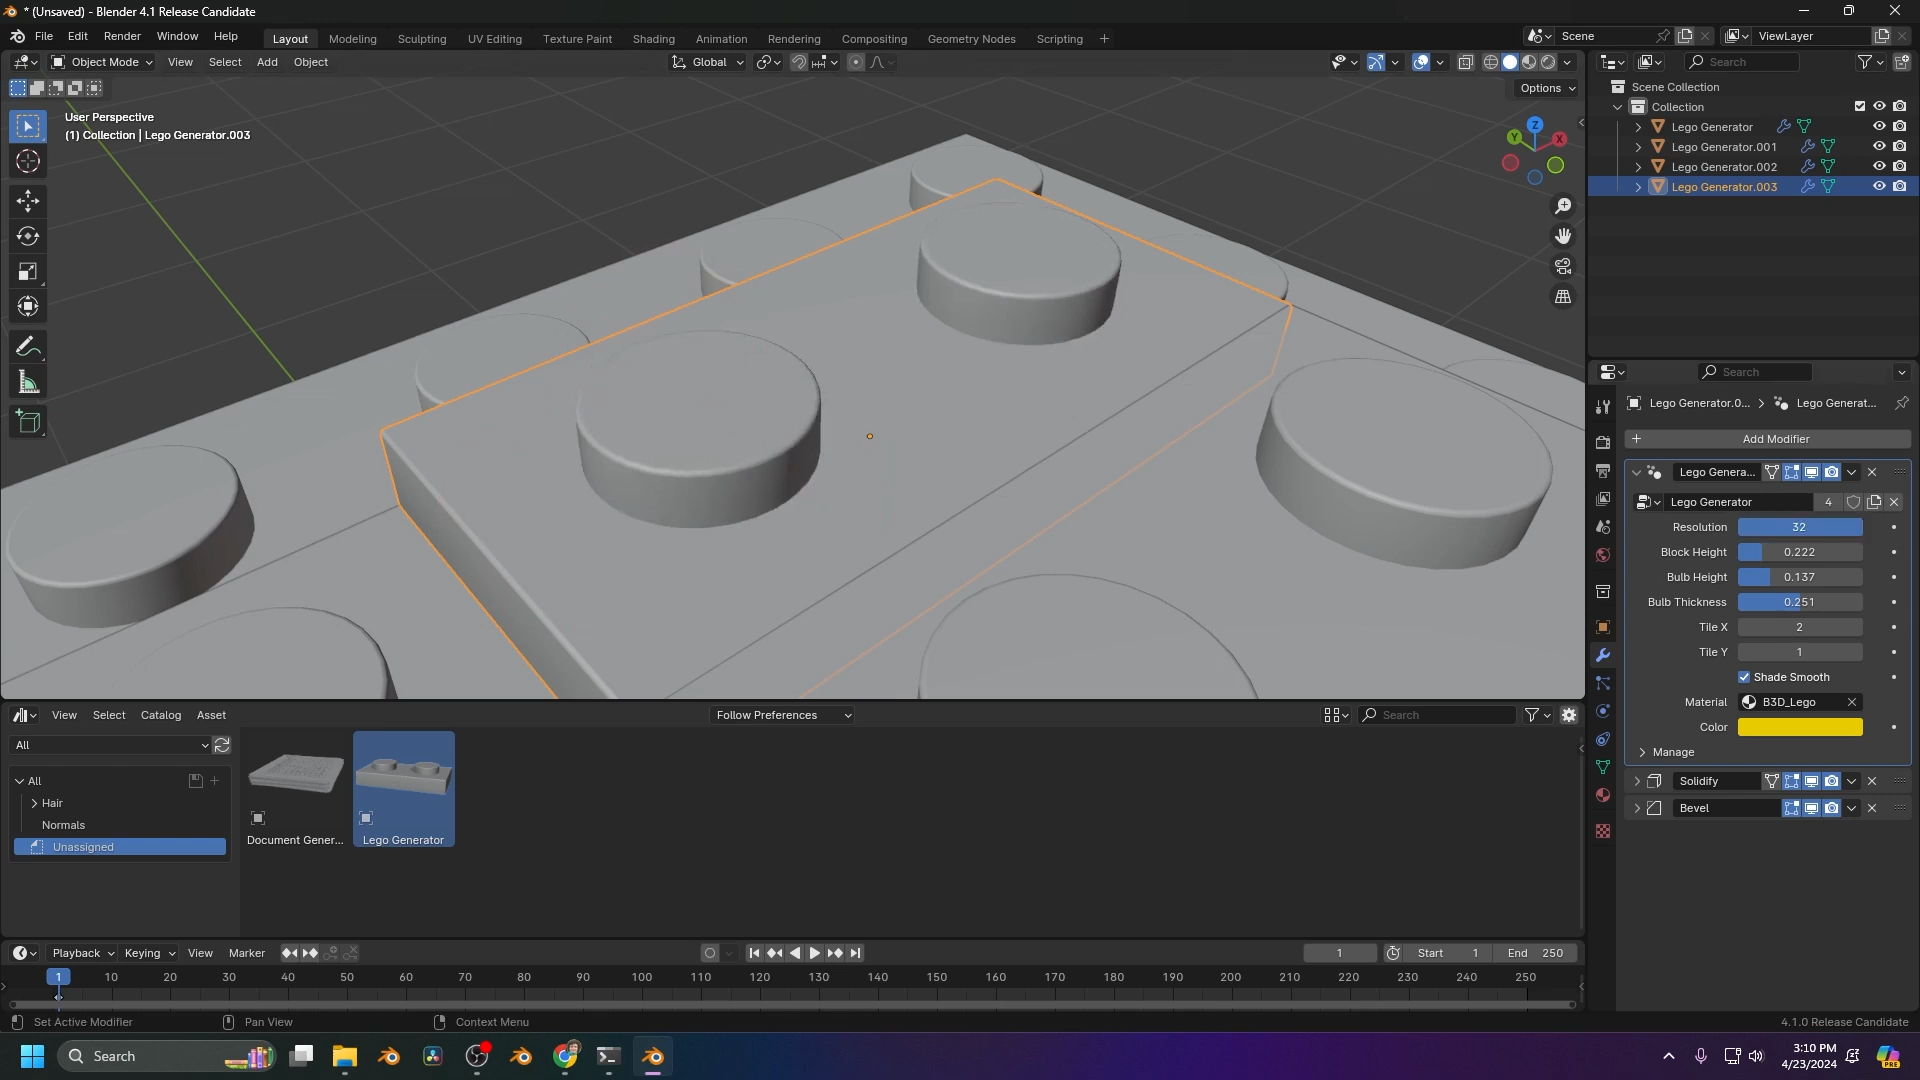 * (Unsaved) - Blender 4.1 Release Candidate
File Edit Render Window Help
Layout Modeling Sculpting UV Editing Texture Paint Shading Animation Rendering Compositing Geometry Nodes Scripting +
Scene
ViewLayer
Object Mode View Select Add Object
Global
Search
Options
User Perspective
(1) Collection | Lego Generator.003
Z
Y
X
Scene Collection
Collection
Lego Generator
Lego Generator.001
Lego Generator.002
Lego Generator.003
Search
Lego Generator.0... > Lego Generat...
+ Add Modifier
Lego Genera...
Lego Generator 4
Resolution 32
Block Height 0.222
Bulb Height 0.137
Bulb Thickness 0.251
Tile X 2
Tile Y 1
Shade Smooth
Material B3D_Lego
Color
Manage
Solidify
Bevel
View Select Catalog Asset
Follow Preferences
Search
All
All
Hair
Normals
Unassigned
Document Gener...
Lego Generator
Playback Keying View Marker
1
Start 1
End 250
1 10 20 30 40 50 60 70 80 90 100 110 120 130 140 150 160 170 180 190 200 210 220 230 240 250
Set Active Modifier
Pan View
Context Menu
4.1.0 Release Candidate
Search
PRE
3:10 PM
4/23/2024